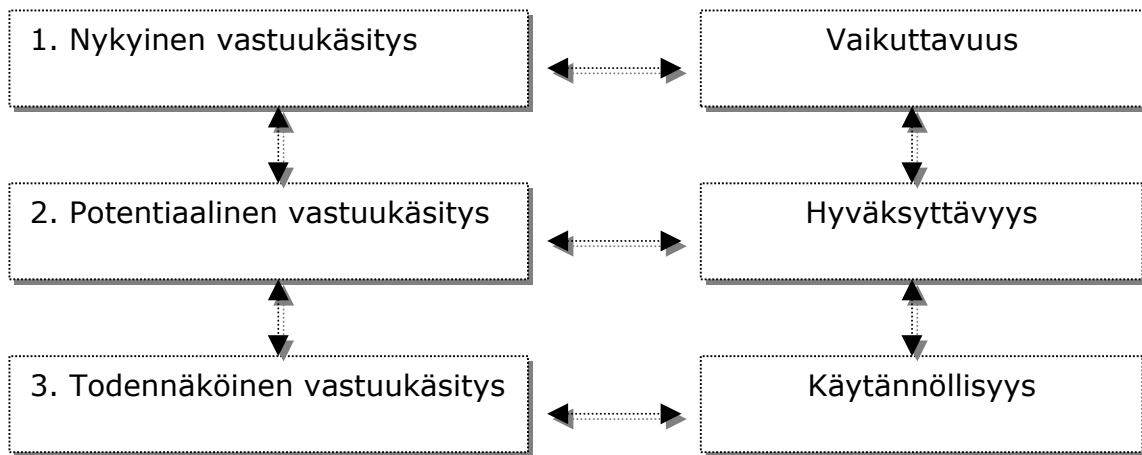 1. Nykyinen vastuukäsitys
Vaikuttavuus
2. Potentiaalinen vastuukäsitys
Hyväksyttävyys
3. Todennäköinen vastuukäsitys
Käytännöllisyys